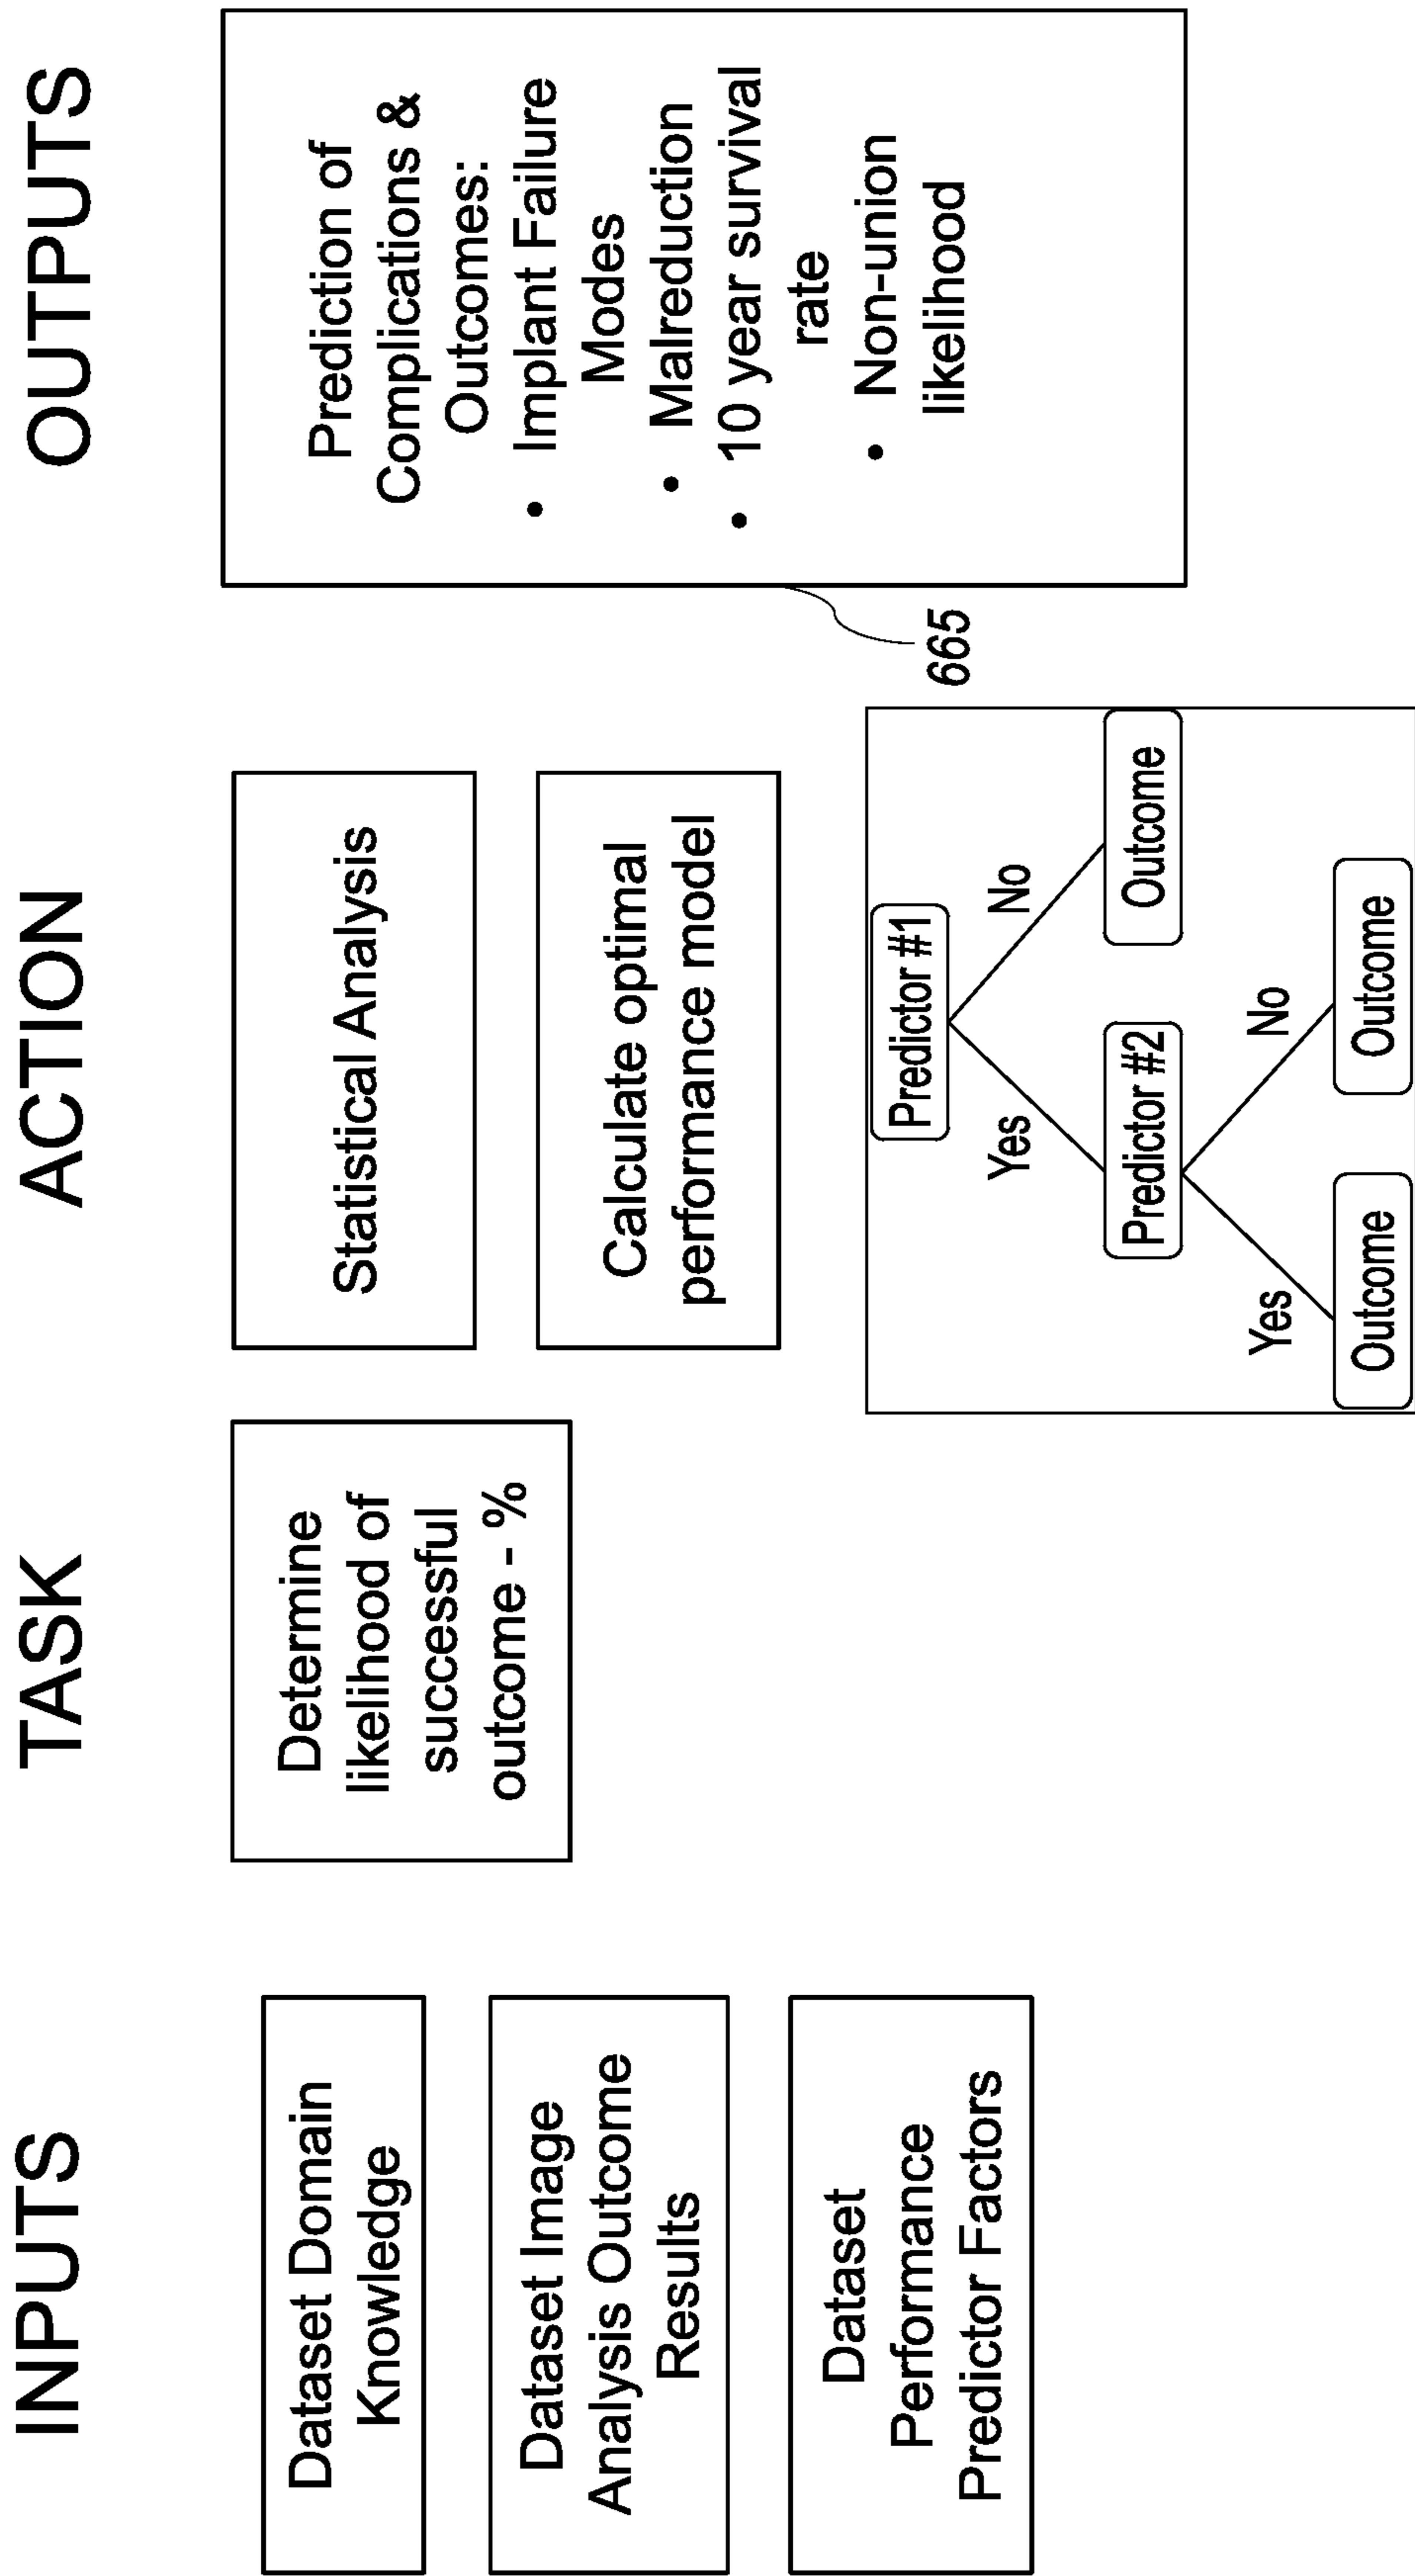 INPUTS
TASK
ACTION
OUTPUTS
Dataset Domain
Knowledge
Dataset Image
Analysis Outcome
Results
Dataset
Performance
Predictor Factors
Determine
likelihood of
successful
outcome - %
Statistical Analysis
Calculate optimal
performance model
Predictor #1
Yes
No
Predictor #2
Outcome
Yes
No
Outcome
Outcome
Prediction of
Complications &
Outcomes:
• Implant Failure
Modes
• Malreduction
• 10 year survival
rate
• Non-union
likelihood
665